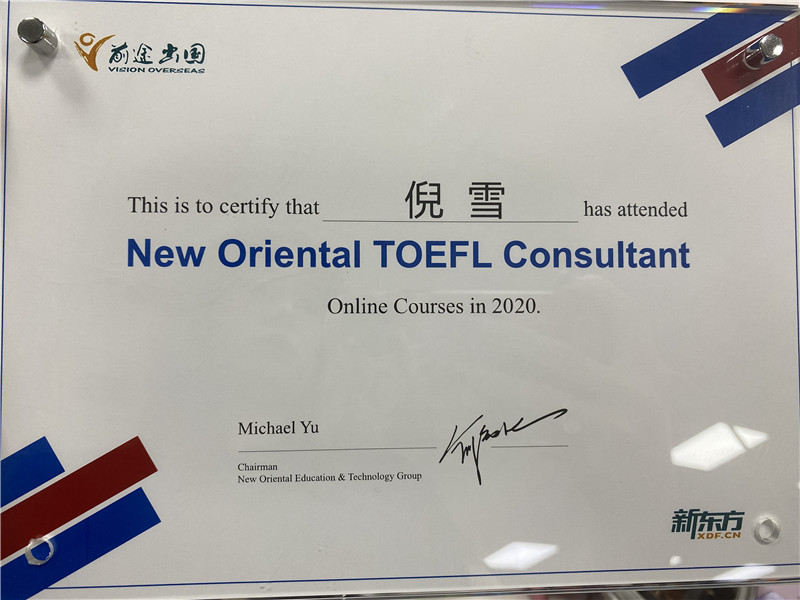 前途出国
VISION OVERSEAS
This is to certify that 倪雪 has attended
New Oriental TOEFL Consultant
Online Courses in 2020.
Michael Yu
Chairman
New Oriental Education & Technology Group
新东方
XDF.CN